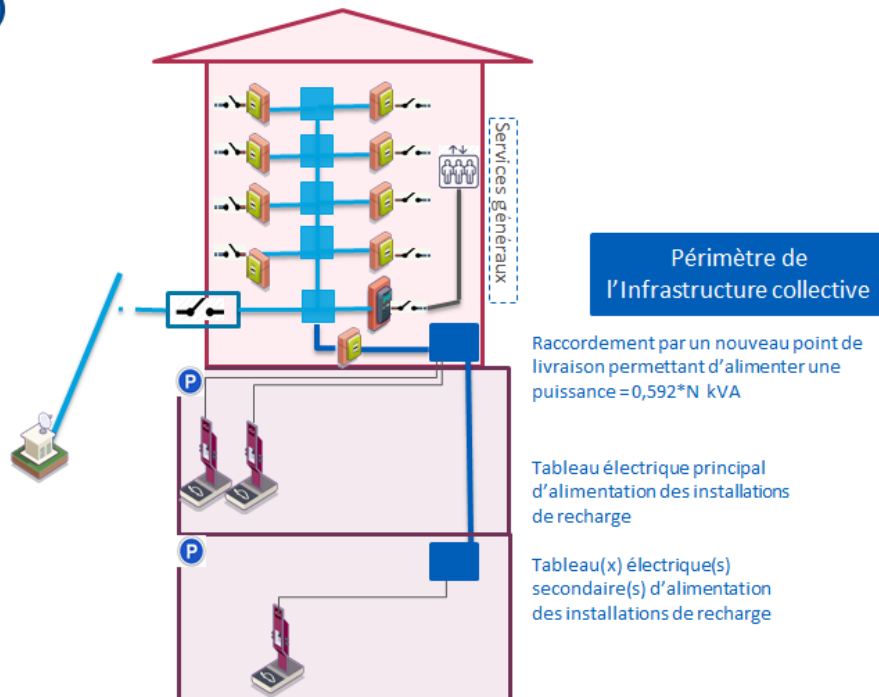 Services généraux
Périmètre de
l'Infrastructure collective
Raccordement par un nouveau point de
livraison permettant d'alimenter une
puissance = 0,592*N kVA
P
Tableau électrique principal
d'alimentation des installations
de recharge
P
Tableau(x) électrique(s)
secondaire(s) d'alimentation
des installations de recharge